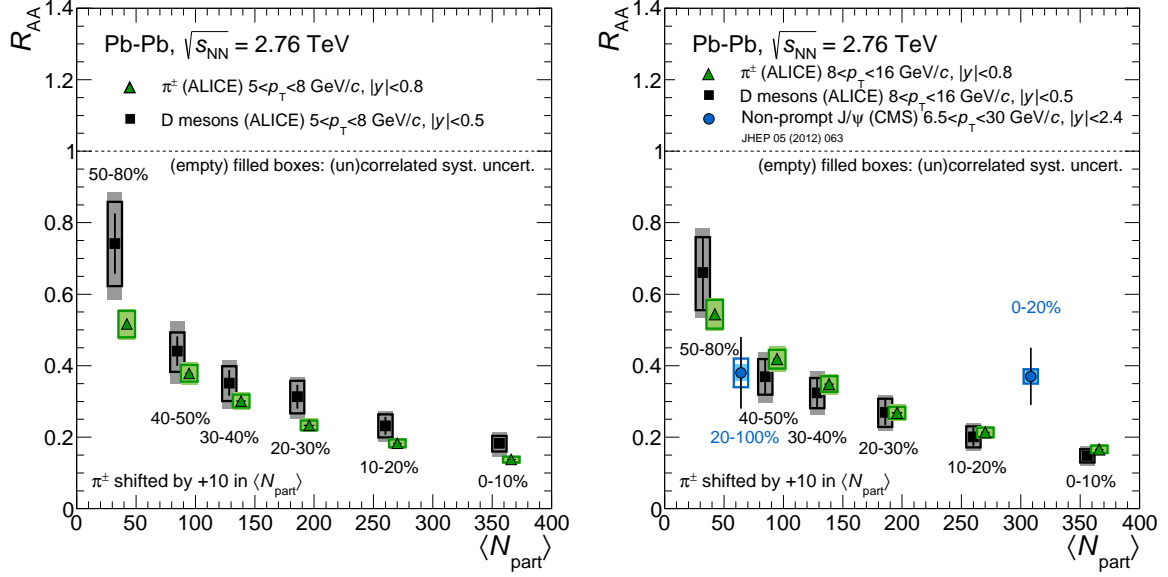 R_AA
1.4
1.2
1
0.8
0.6
0.4
0.2
0
Pb-Pb, √s_NN = 2.76 TeV
π± (ALICE) 5<p_T<8 GeV/c, |y|<0.8
D mesons (ALICE) 5<p_T<8 GeV/c, |y|<0.5
(empty) filled boxes: (un)correlated syst. uncert.
50-80%
40-50%
30-40%
20-30%
10-20%
0-10%
π± shifted by +10 in ⟨N_part⟩
0 50 100 150 200 250 300 350 400
⟨N_part⟩
R_AA
1.4
1.2
1
0.8
0.6
0.4
0.2
0
Pb-Pb, √s_NN = 2.76 TeV
π± (ALICE) 8<p_T<16 GeV/c, |y|<0.8
D mesons (ALICE) 8<p_T<16 GeV/c, |y|<0.5
Non-prompt J/ψ (CMS) 6.5<p_T<30 GeV/c, |y|<2.4
JHEP 05 (2012) 063
(empty) filled boxes: (un)correlated syst. uncert.
0-20%
50-80%
40-50%
20-100%
30-40%
20-30%
10-20%
0-10%
π± shifted by +10 in ⟨N_part⟩
0 50 100 150 200 250 300 350 400
⟨N_part⟩